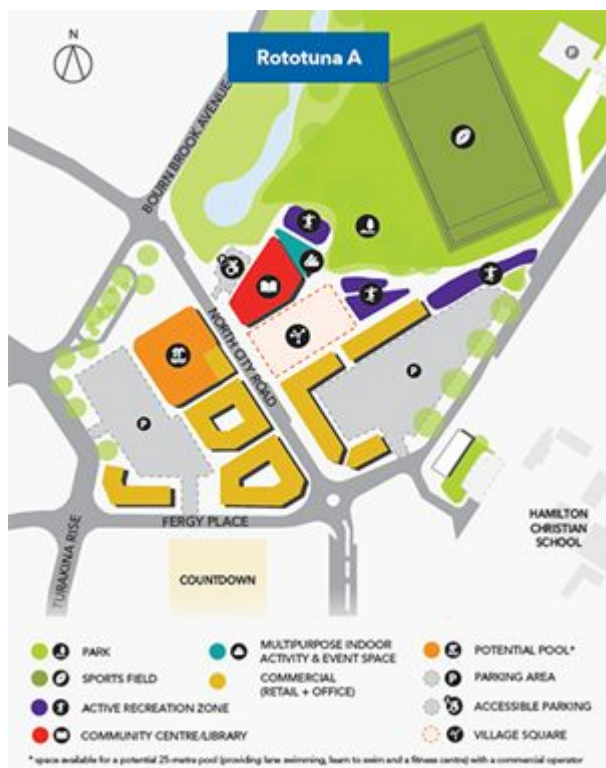 N
Rototuna A
BOURN BROOK AVENUE
NORTH CITY ROAD
P
P
P
FERGY PLACE
TURAKINA RISE
COUNTDOWN
HAMILTON
CHRISTIAN
SCHOOL
PARK
SPORTS FIELD
ACTIVE RECREATION ZONE
COMMUNITY CENTRE/LIBRARY
MULTIPURPOSE INDOOR
ACTIVITY & EVENT SPACE
COMMERCIAL
(RETAIL + OFFICE)
POTENTIAL POOL*
P
PARKING AREA
ACCESSIBLE PARKING
VILLAGE SQUARE
* space available for a potential 25-metre pool (providing lane swimming, learn to swim and a fitness centre) with a commercial operator